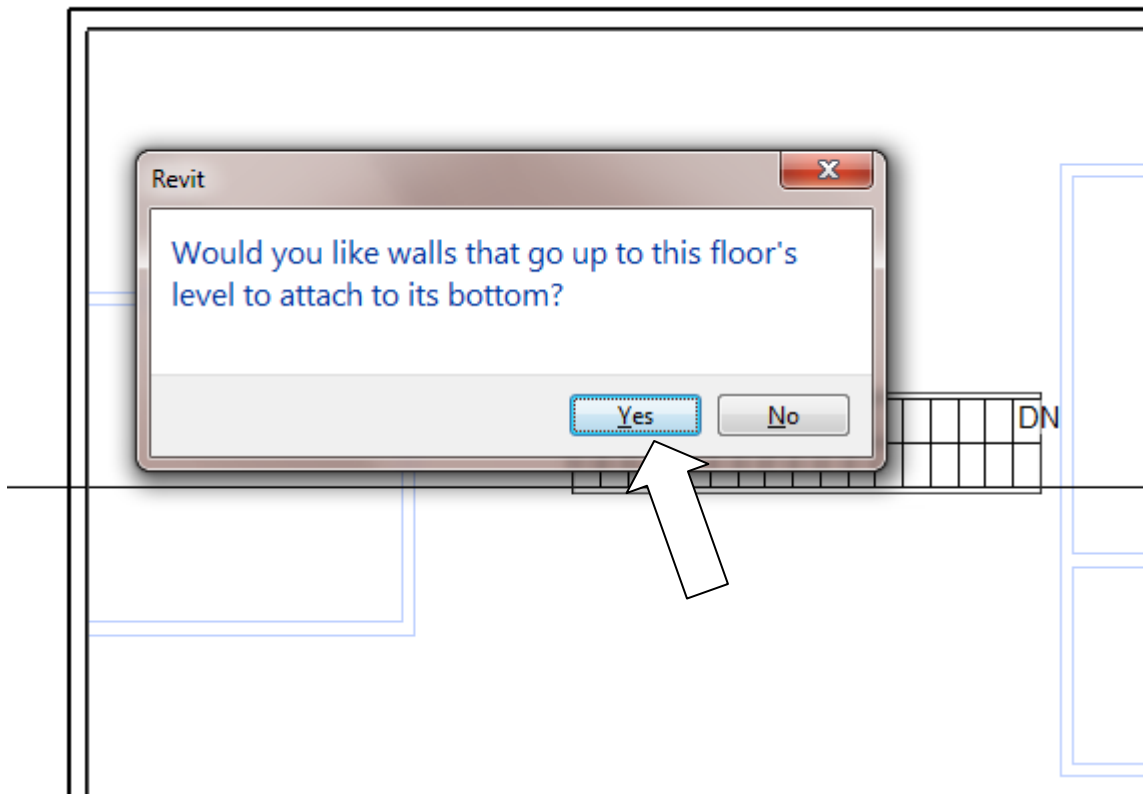 Revit
Would you like walls that go up to this floor's
level to attach to its bottom?
Yes
No
DN